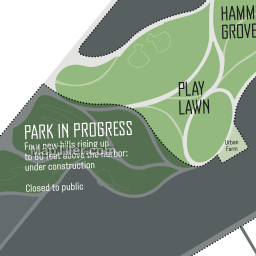 HAMM
GROVE
PLAY
LAWN
Urban
Farm
PARK IN PROGRESS
Four new hills rising up
to 80 feet above the harbor:
under construction
Closed to public